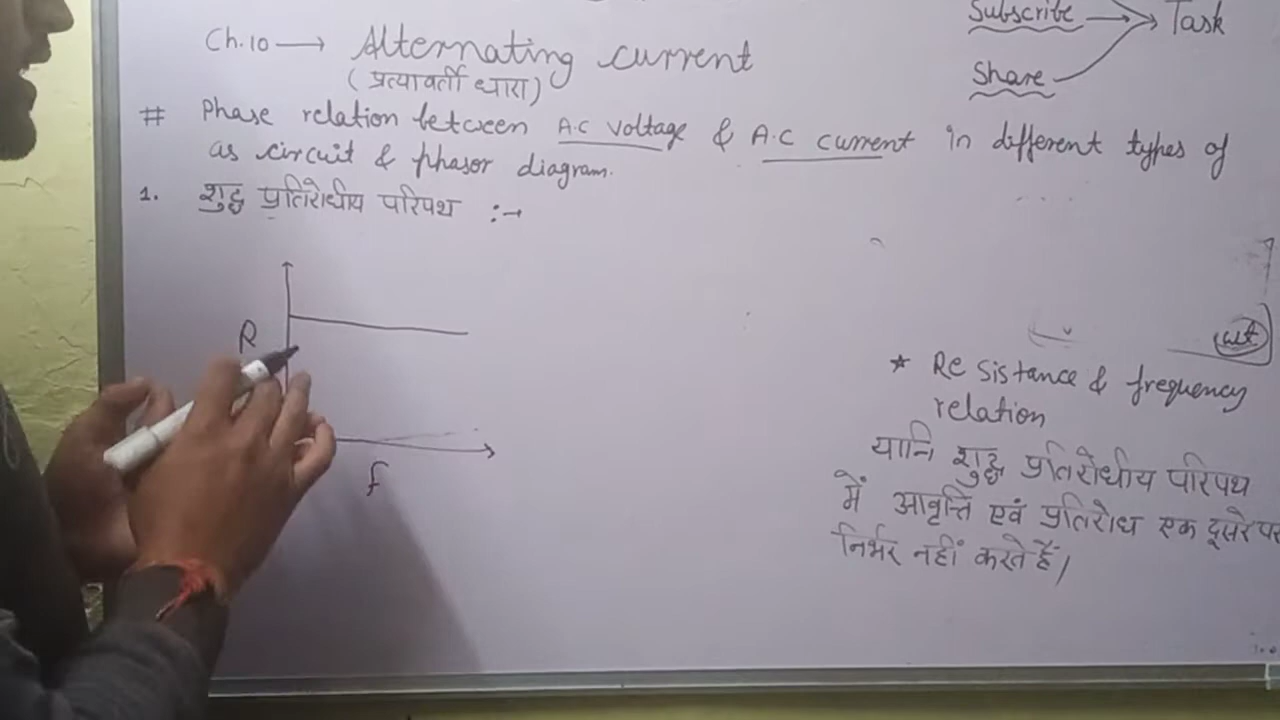 Subscribe → Task
Share
Ch.10 → Alternating current
(प्रत्यावर्ती धारा)
# Phase relation between A.C voltage & A.C current in different types of
as circuit & phasor diagram.
1. शुद्ध प्रतिरोधीय परिपथ :→
R
f
wt
* Resistance & frequency
relation
यानि शुद्ध प्रतिरोधीय परिपथ
में आवृत्ति एवं प्रतिरोध एक दूसरे पर
निर्भर नहीं करते हैं।